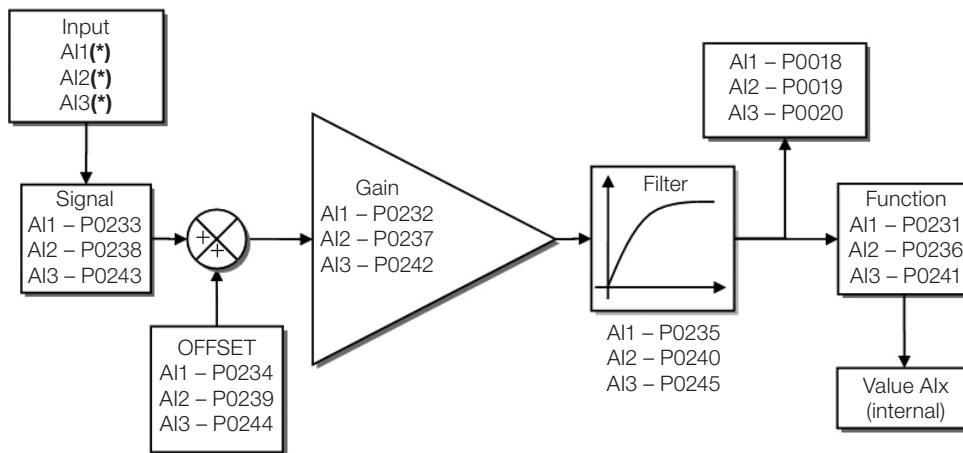 Input
AI1(*)
AI2(*)
AI3(*)
Signal
AI1 – P0233
AI2 – P0238
AI3 – P0243
+
+
OFFSET
AI1 – P0234
AI2 – P0239
AI3 – P0244
Gain
AI1 – P0232
AI2 – P0237
AI3 – P0242
Filter
AI1 – P0235
AI2 – P0240
AI3 – P0245
AI1 – P0018
AI2 – P0019
AI3 – P0020
Function
AI1 – P0231
AI2 – P0236
AI3 – P0241
Value AIx
(internal)